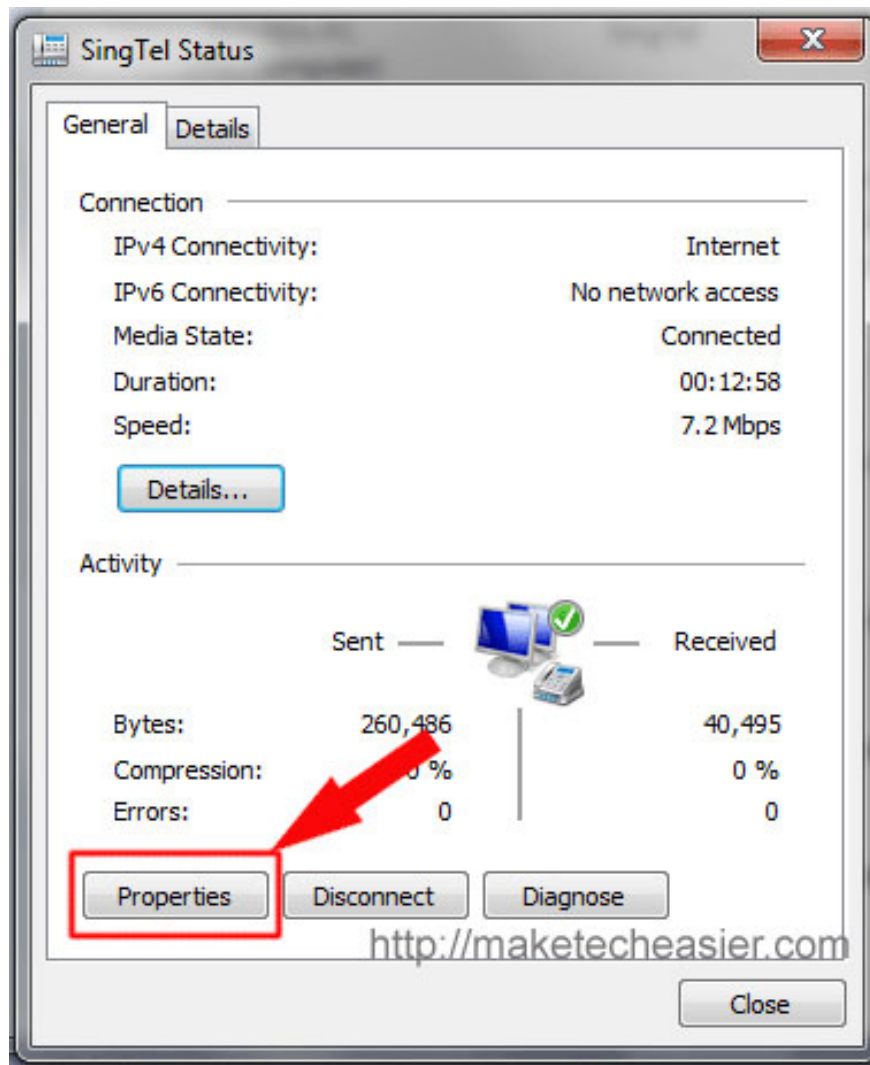 SingTel Status
General
Details
Connection
IPv4 Connectivity: Internet
IPv6 Connectivity: No network access
Media State: Connected
Duration: 00:12:58
Speed: 7.2 Mbps
Details...
Activity
Sent Received
Bytes: 260,486 40,495
Compression: 0 % 0 %
Errors: 0 0
Properties Disconnect Diagnose
http://maketecheasier.com
Close